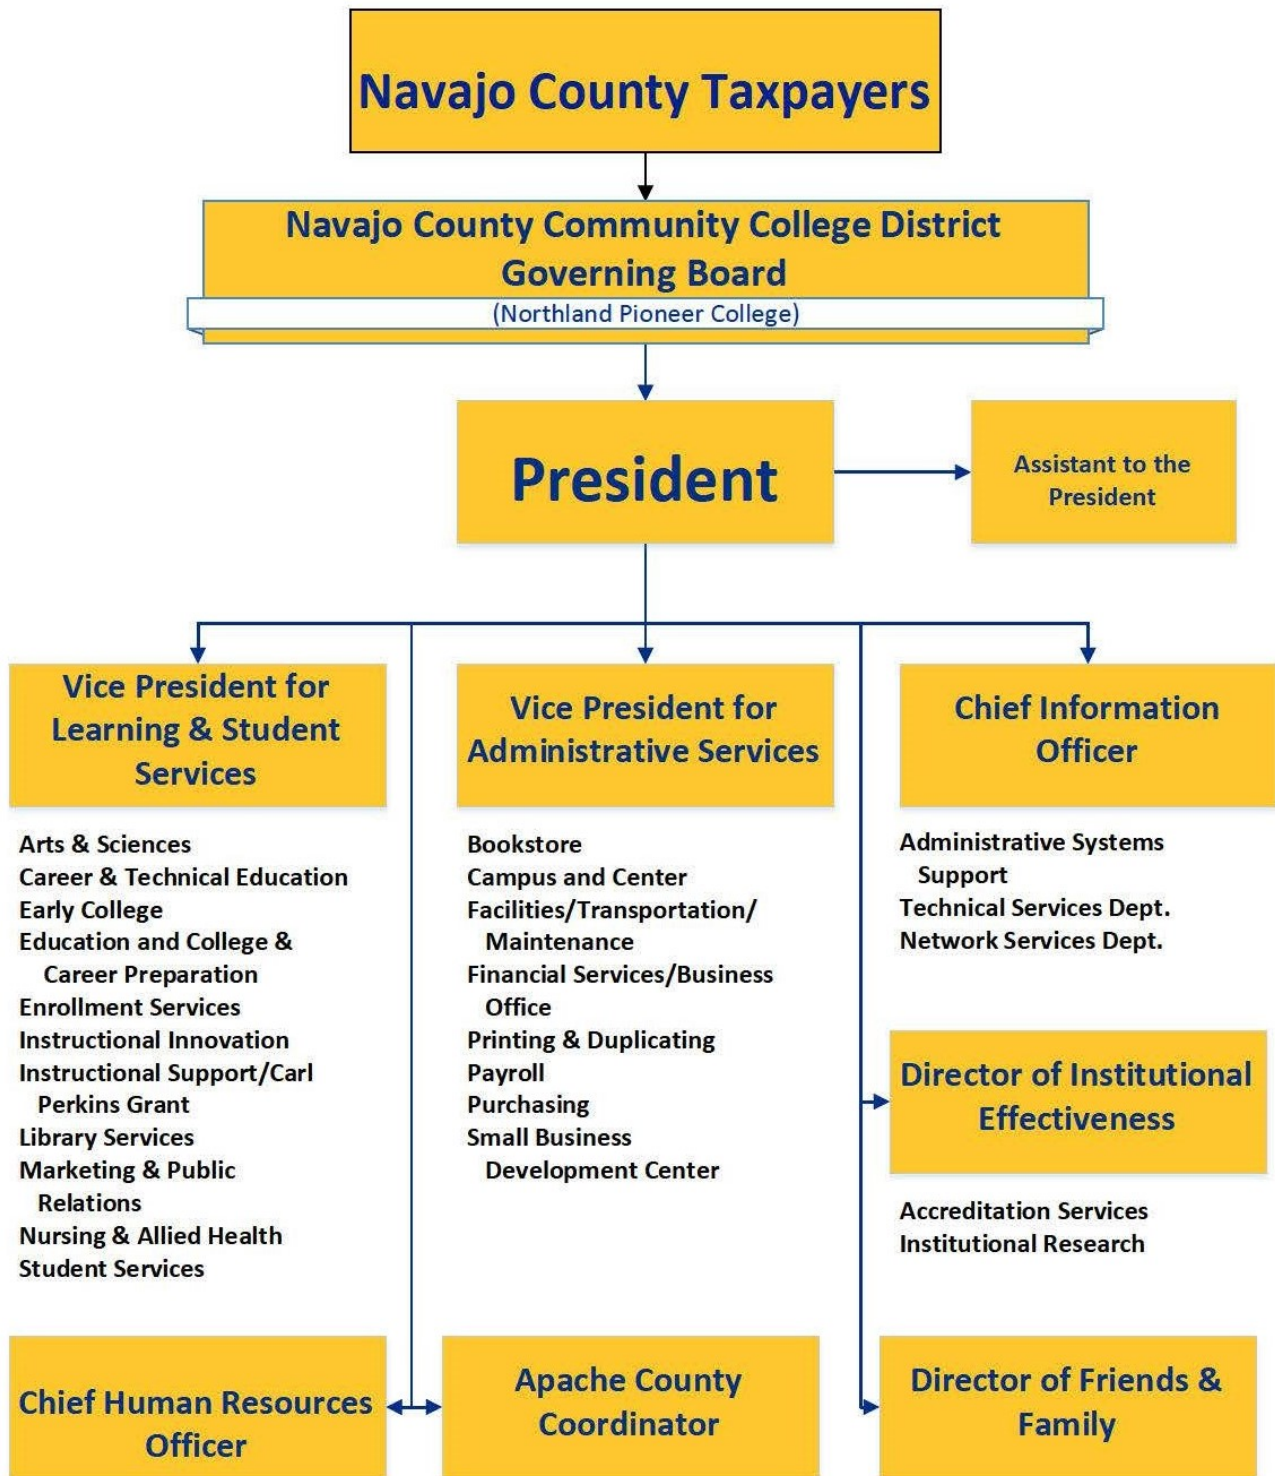 Navajo County Taxpayers
Navajo County Community College District
Governing Board
(Northland Pioneer College)
President
Assistant to the
President
Vice President for
Learning & Student
Services
Arts & Sciences
Career & Technical Education
Early College
Education and College &
Career Preparation
Enrollment Services
Instructional Innovation
Instructional Support/Carl
Perkins Grant
Library Services
Marketing & Public
Relations
Nursing & Allied Health
Student Services
Vice President for
Administrative Services
Bookstore
Campus and Center
Facilities/Transportation/
Maintenance
Financial Services/Business
Office
Printing & Duplicating
Payroll
Purchasing
Small Business
Development Center
Chief Information
Officer
Administrative Systems
Support
Technical Services Dept.
Network Services Dept.
Director of Institutional
Effectiveness
Accreditation Services
Institutional Research
Chief Human Resources
Officer
Apache County
Coordinator
Director of Friends &
Family